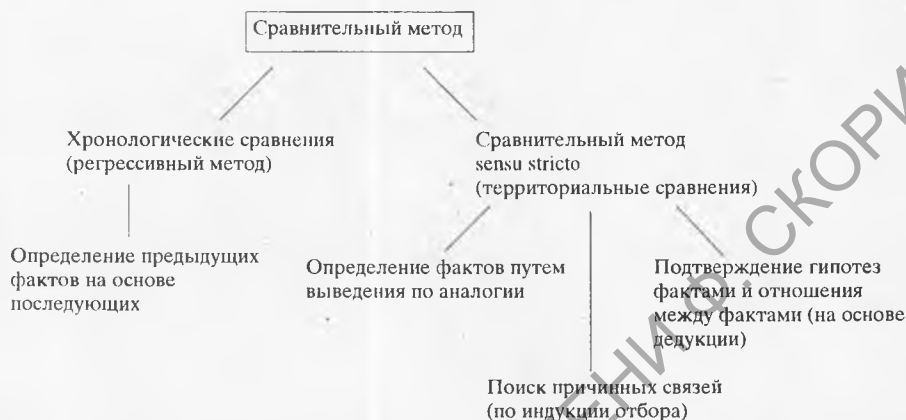 Сравнительный метод
Хронологические сравнения
(регрессивный метод)
Сравнительный метод
sensu stricto
(территориальные сравнения)
Определение предыдущих
фактов на основе
последующих
Определение фактов путем
выведения по аналогии
Подтверждение гипотез
фактами и отношения
между фактами (на основе
дедукции)
Поиск причинных связей
(по индукции отбора)
Ф. СКОРИ